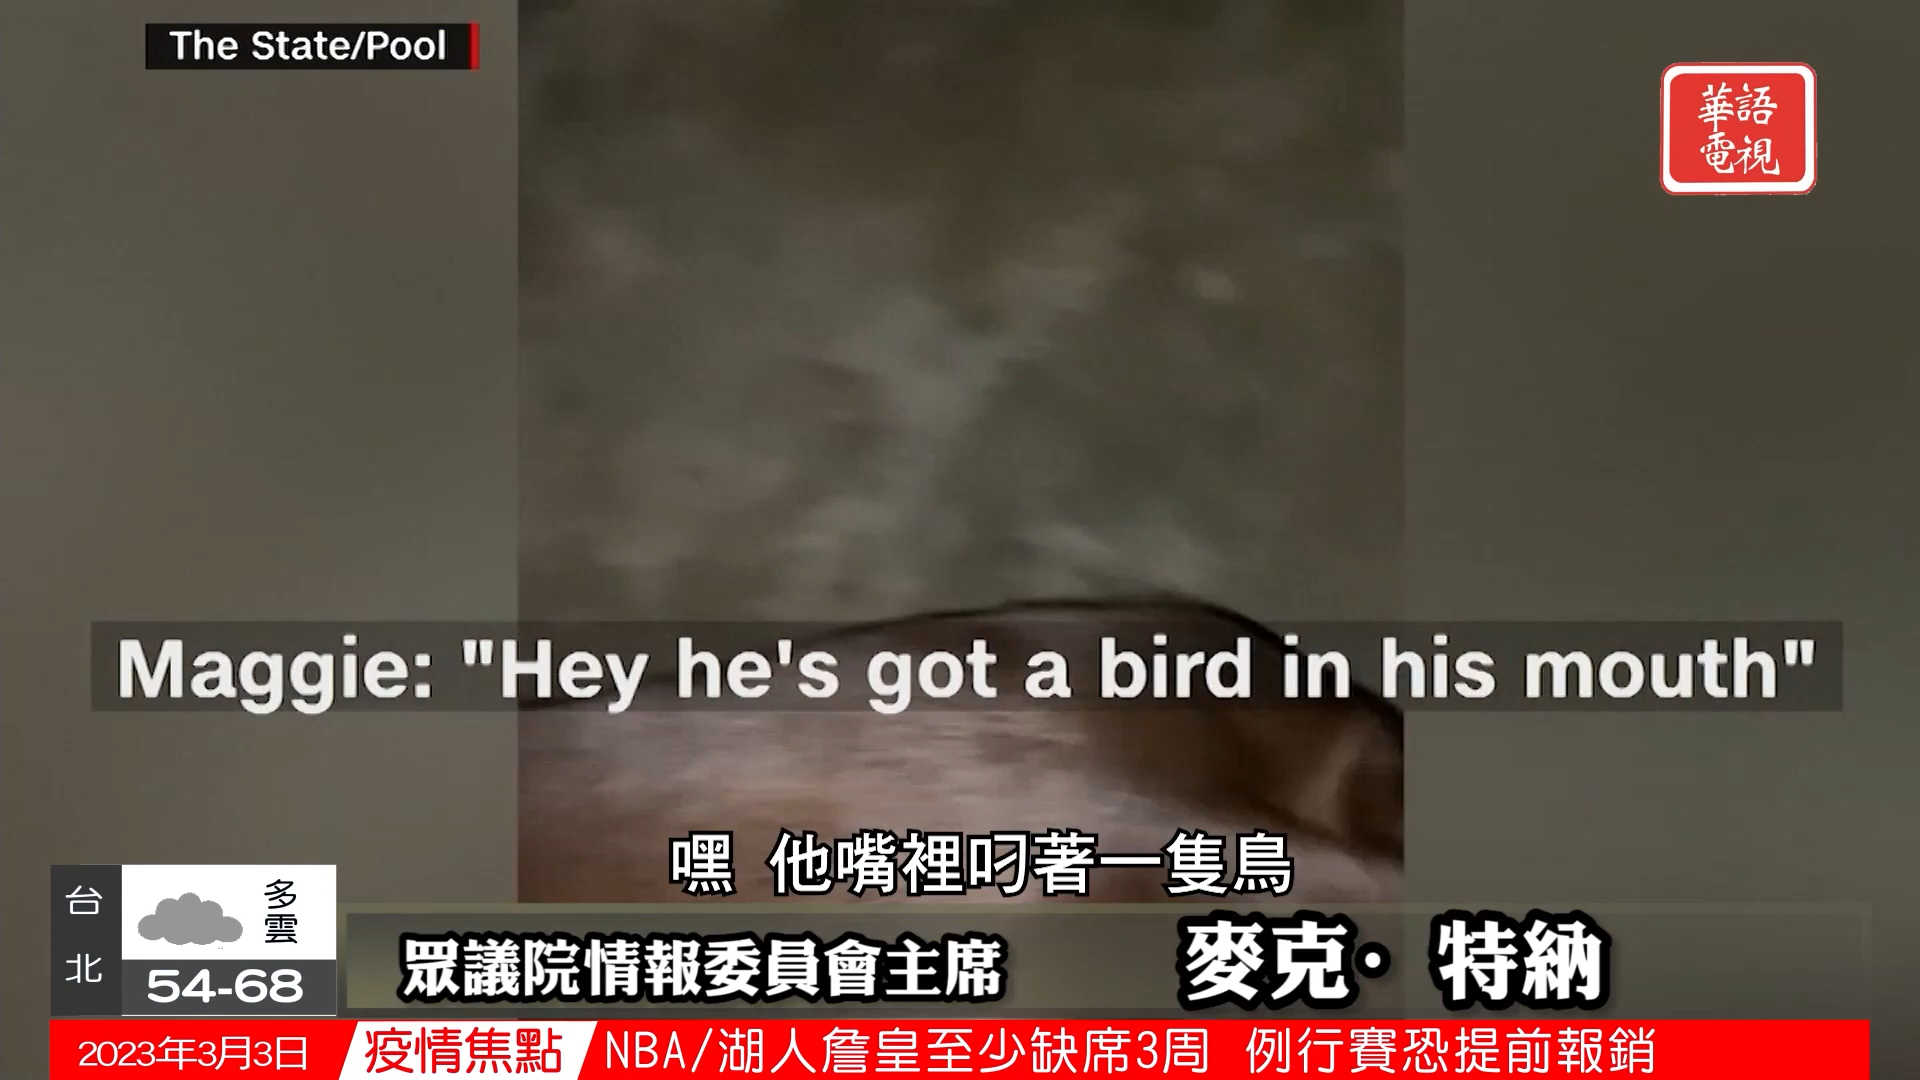 The State/Pool
華語
電視
Maggie: "Hey he's got a bird in his mouth"
嘿 他嘴裡叼著一隻鳥
台北
多雲
54-68
眾議院情報委員會主席 麥克·特納
2023年3月3日 疫情焦點 NBA/湖人詹皇至少缺席3周 例行賽恐提前報銷